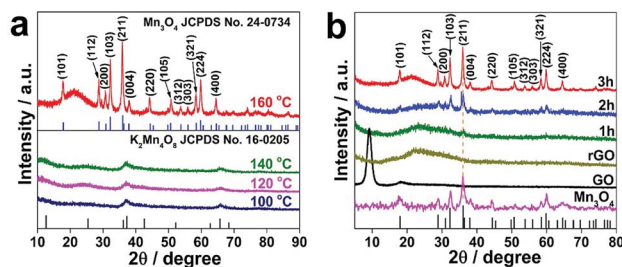 a
Mn₃O₄ JCPDS No. 24-0734
(101)
(112)
(200)
(103)
(211)
(004)
(220)
(105)
(312)
(303)
(321)
(224)
(400)
160 °C
KₓMn₄O₈ JCPDS No. 16-0205
140 °C
120 °C
100 °C
Intensity / a.u.
10 20 30 40 50 60 70 80 90
2θ / degree
b
(101)
(112)
(200)
(103)
(211)
(004)
(220)
(105)
(312)
(303)
(321)
(224)
(400)
3h
2h
1h
rGO
GO
Mn₃O₄
Intensity / a.u.
10 20 30 40 50 60 70 80
2θ / degree